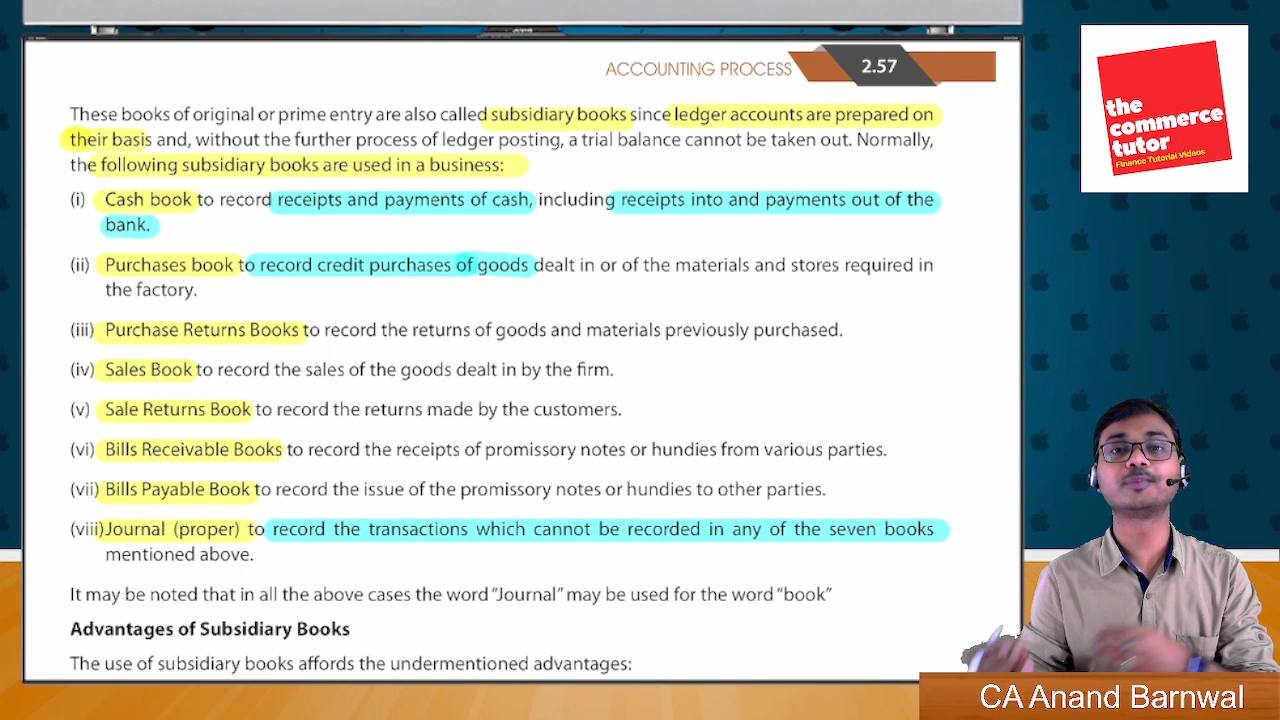 ACCOUNTING PROCESS 2.57
These books of original or prime entry are also called subsidiary books since ledger accounts are prepared on
their basis and, without the further process of ledger posting, a trial balance cannot be taken out. Normally,
the following subsidiary books are used in a business:
(i) Cash book to record receipts and payments of cash, including receipts into and payments out of the
bank.
(ii) Purchases book to record credit purchases of goods dealt in or of the materials and stores required in
the factory.
(iii) Purchase Returns Books to record the returns of goods and materials previously purchased.
(iv) Sales Book to record the sales of the goods dealt in by the firm.
(v) Sale Returns Book to record the returns made by the customers.
(vi) Bills Receivable Books to record the receipts of promissory notes or hundies from various parties.
(vii) Bills Payable Book to record the issue of the promissory notes or hundies to other parties.
(viii) Journal (proper) to record the transactions which cannot be recorded in any of the seven books
mentioned above.
It may be noted that in all the above cases the word “Journal” may be used for the word “book”
Advantages of Subsidiary Books
The use of subsidiary books affords the undermentioned advantages:
the
commerce
tutor
Finance Tutorial Videos
CA Anand Barnwal